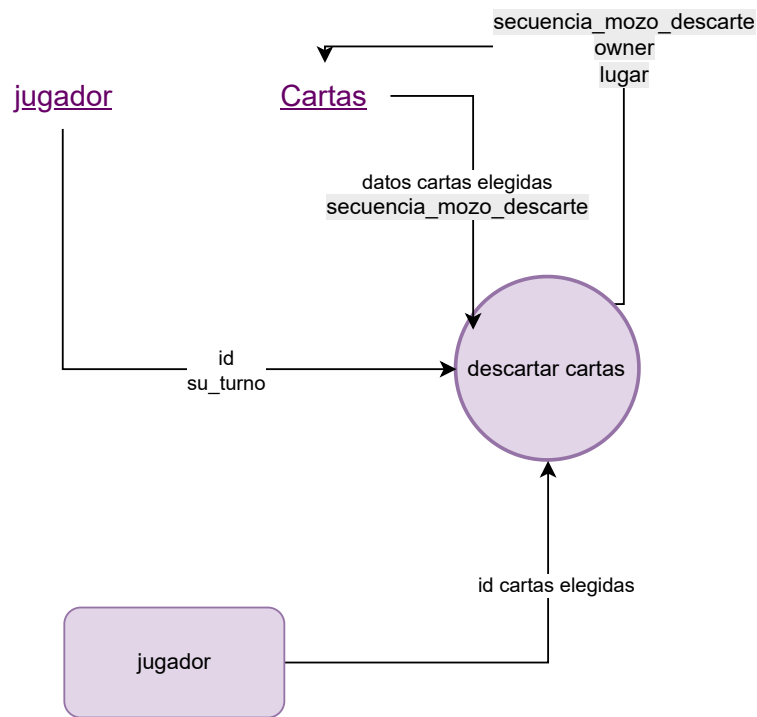 secuencia_mozo_descarte
owner
lugar
jugador
Cartas
datos cartas elegidas
secuencia_mozo_descarte
id
su_turno
descartar cartas
id cartas elegidas
jugador